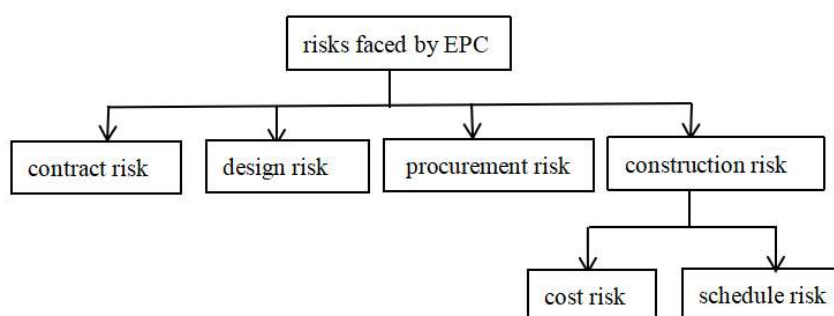 risks faced by EPC
contract risk
design risk
procurement risk
construction risk
cost risk
schedule risk